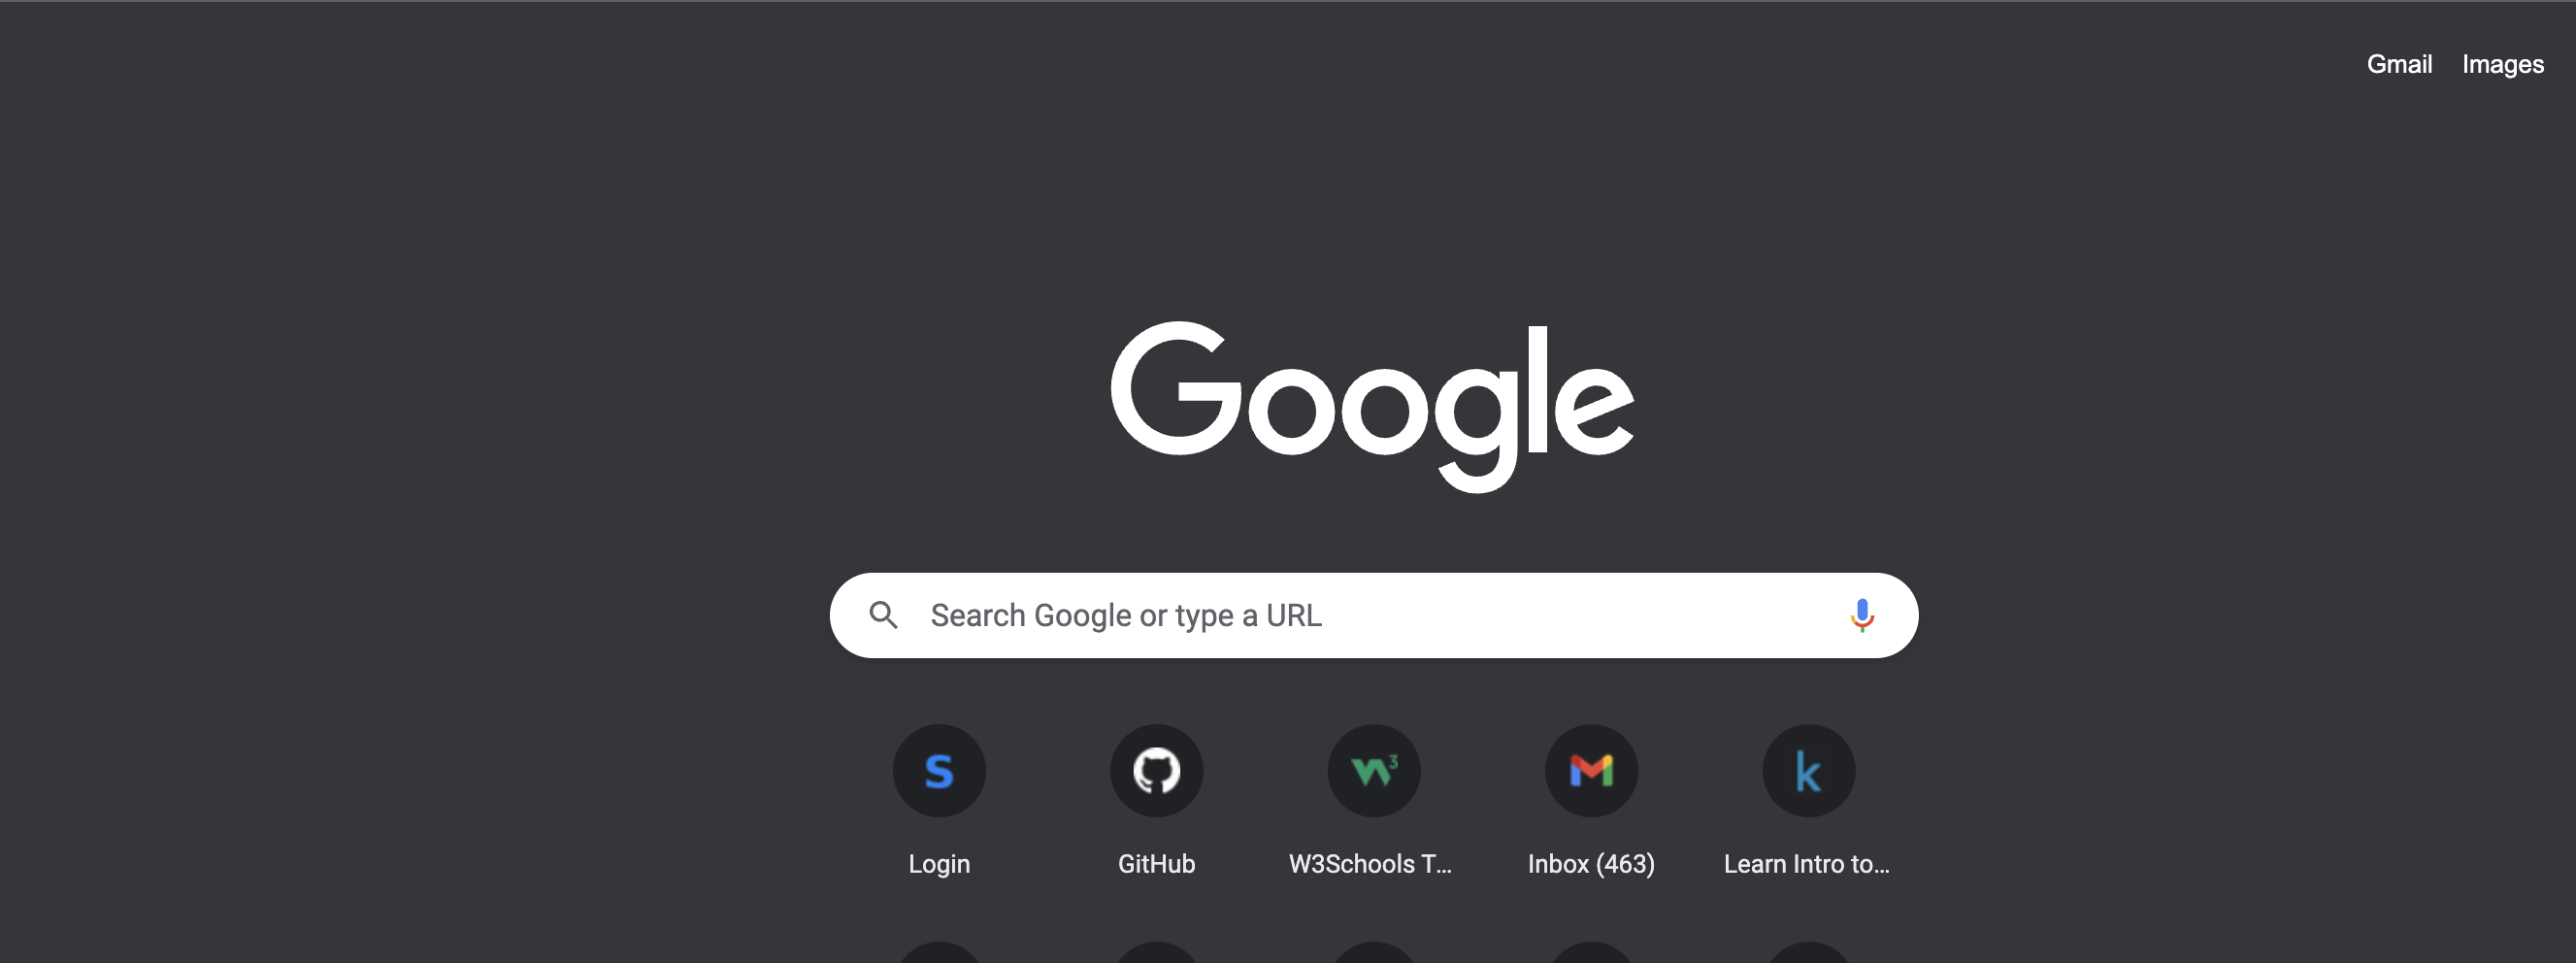 Gmail Images
Google
Search Google or type a URL
S
W3
M
k
Login
GitHub
W3Schools T...
Inbox (463)
Learn Intro to...